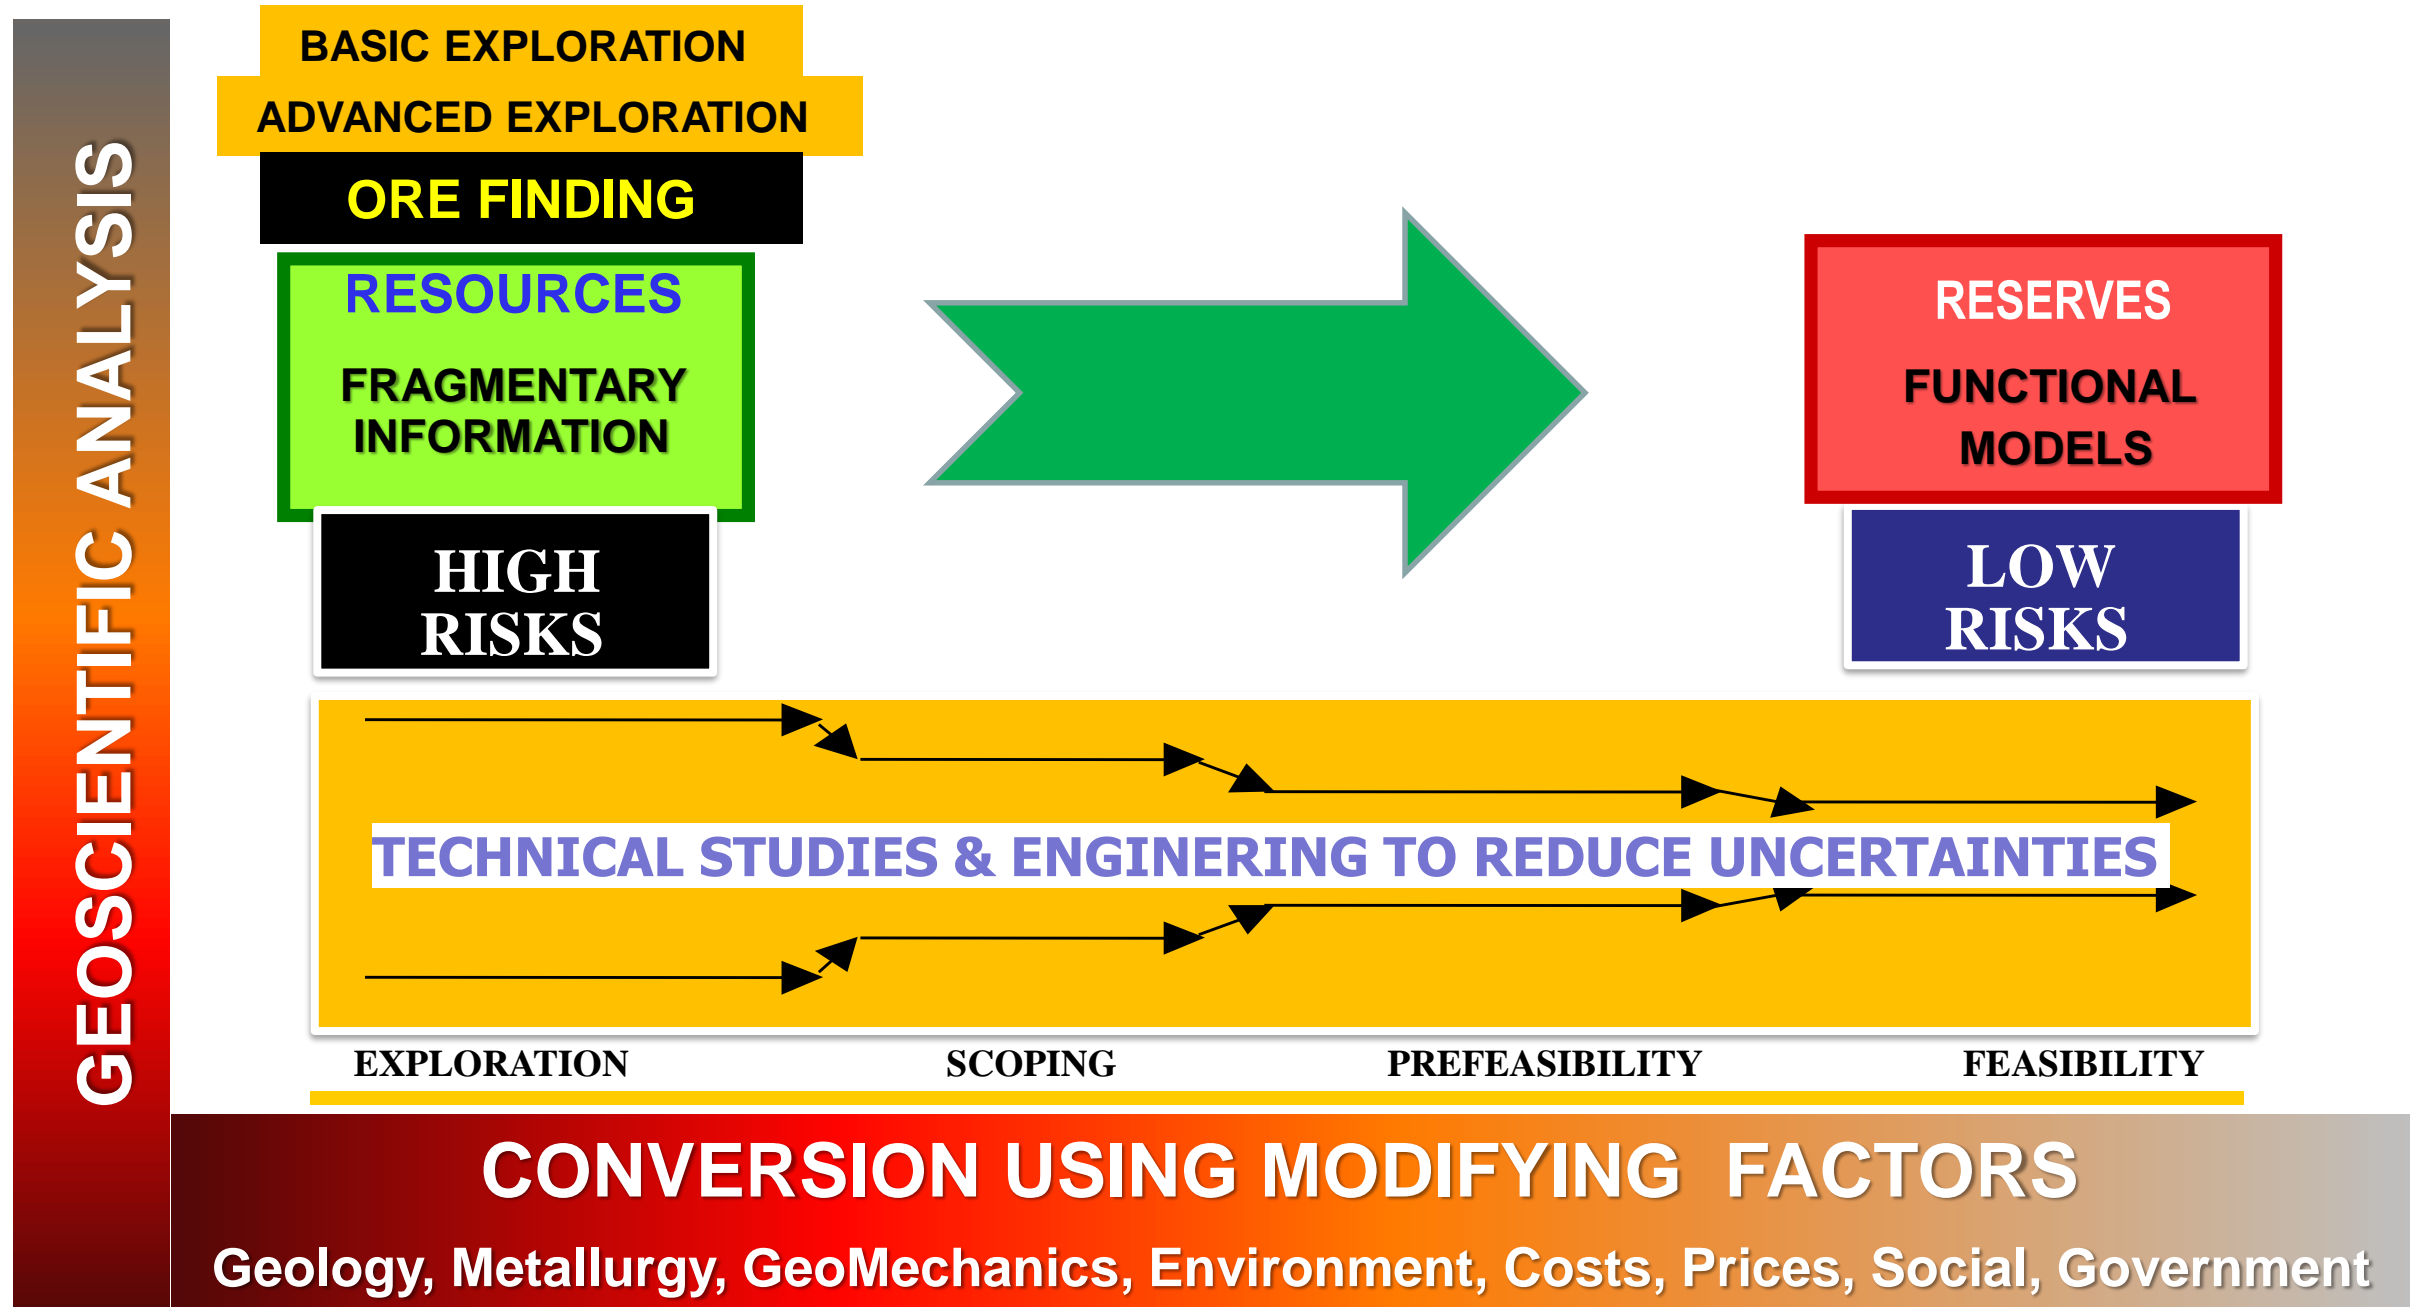 GEOSCIENTIFIC ANALYSIS
BASIC EXPLORATION
ADVANCED EXPLORATION
ORE FINDING
RESOURCES
FRAGMENTARY
INFORMATION
HIGH
RISKS
RESERVES
FUNCTIONAL
MODELS
LOW
RISKS
TECHNICAL STUDIES & ENGINERING TO REDUCE UNCERTAINTIES
EXPLORATION SCOPING PREFEASIBILITY FEASIBILITY
CONVERSION USING MODIFYING FACTORS
Geology, Metallurgy, GeoMechanics, Environment, Costs, Prices, Social, Government